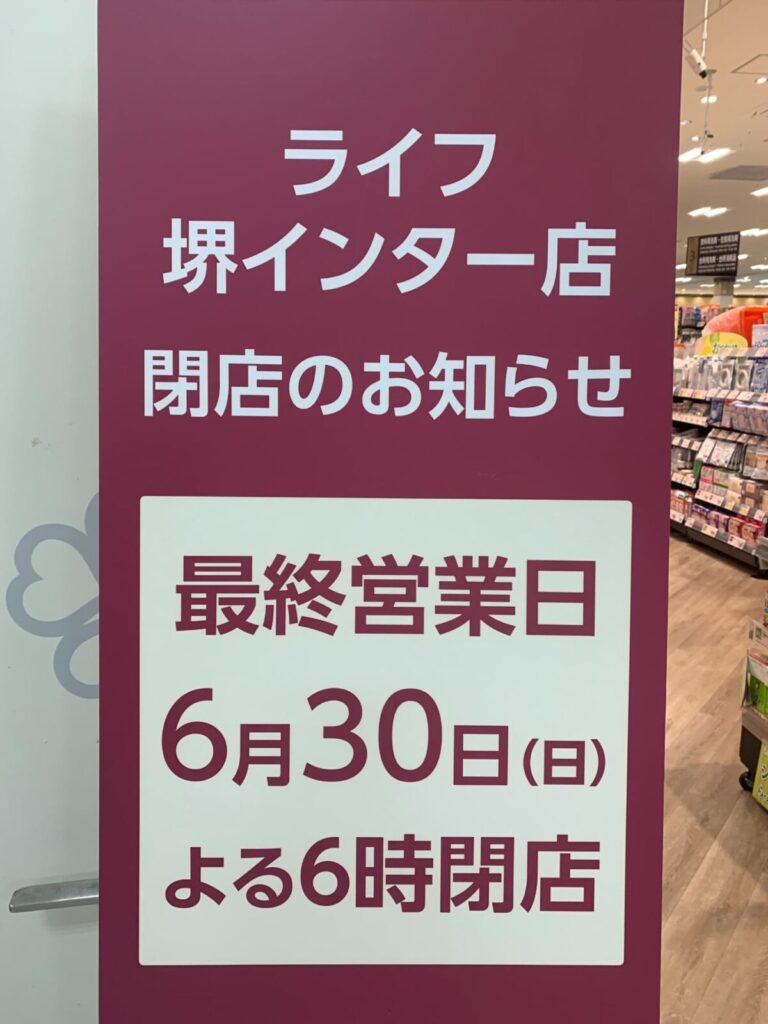 ライフ
堺インター店
閉店のお知らせ
最終営業日
6月30日(日)
よる6時閉店
3